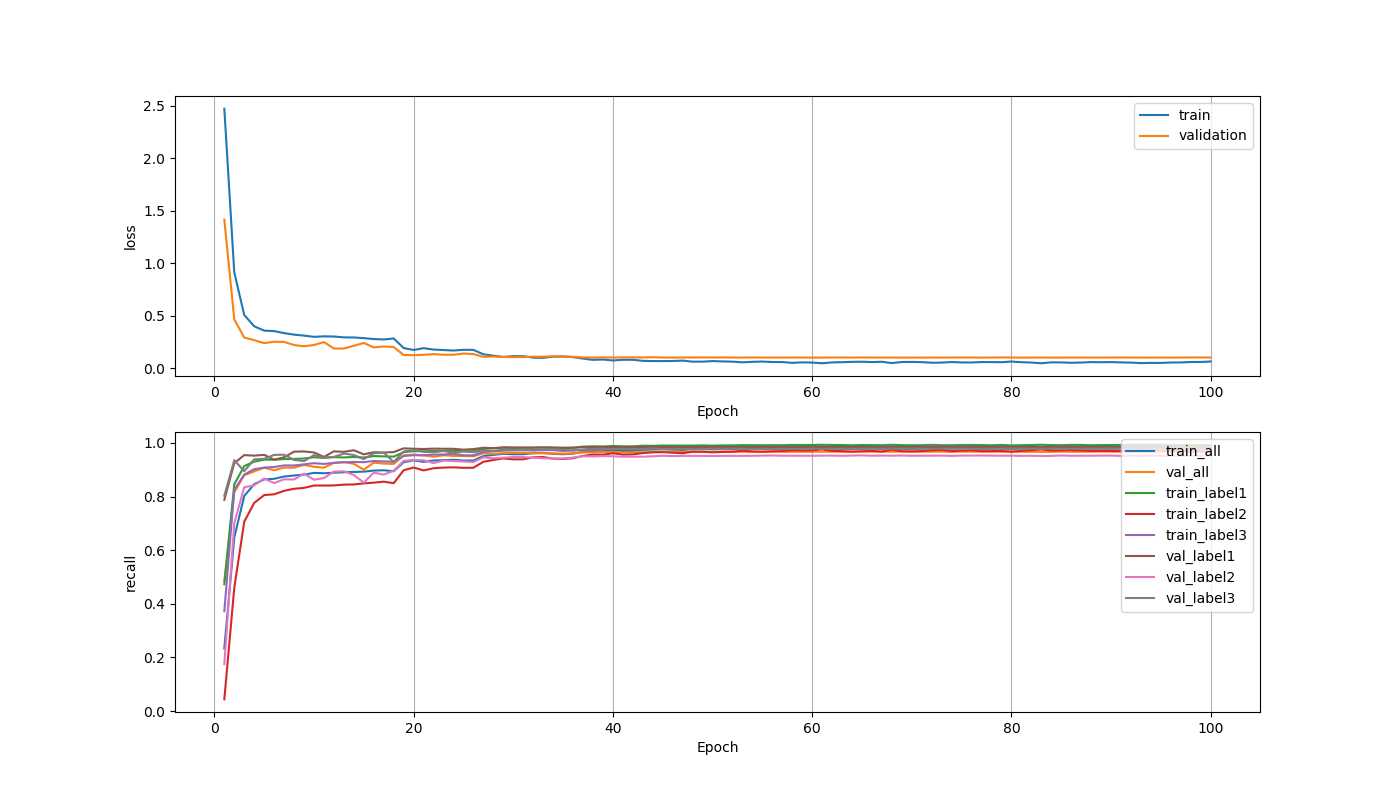 2.5
2.0
1.5
1.0
0.5
0.0
loss
train
validation
0 20 40 60 80 100
Epoch
1.0
0.8
0.6
0.4
0.2
0.0
recall
train_all
val_all
train_label1
train_label2
train_label3
val_label1
val_label2
val_label3
0 20 40 60 80 100
Epoch